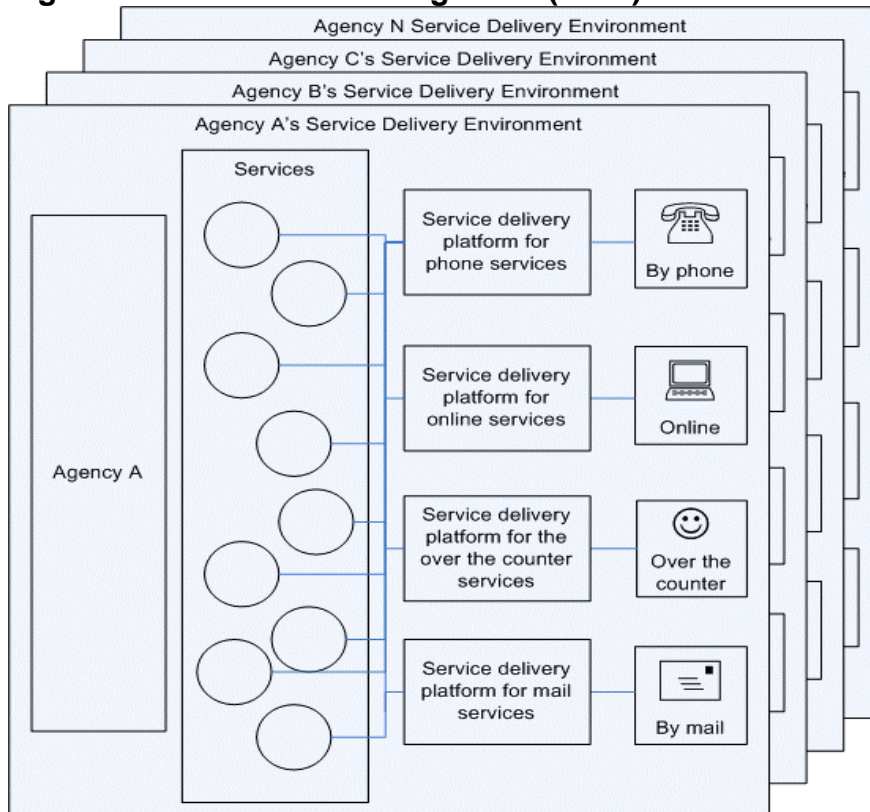 Agency N Service Delivery Environment
Agency C's Service Delivery Environment
Agency B's Service Delivery Environment
Agency A's Service Delivery Environment
Services
Agency A
Service delivery
platform for
phone services
By phone
Service delivery
platform for
online services
Online
Service delivery
platform for the
over the counter
services
Over the
counter
Service delivery
platform for mail
services
By mail